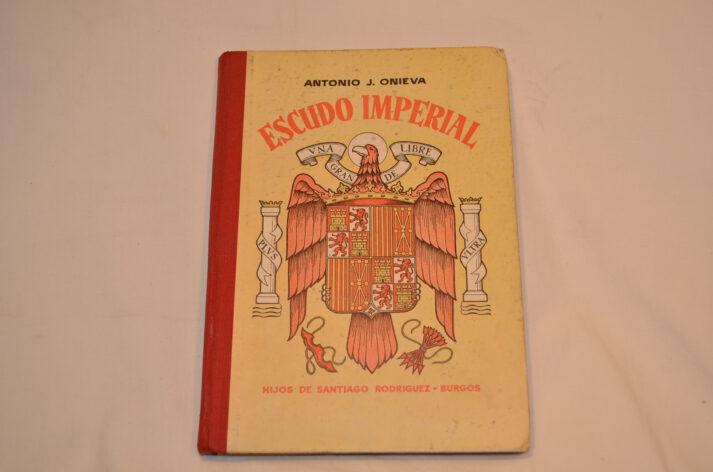 ANTONIO J. ONIEVA
ESCUDO IMPERIAL
VNA GRANDE LIBRE
PLVS VLTRA
HIJOS DE SANTIAGO RODRIGUEZ - BURGOS